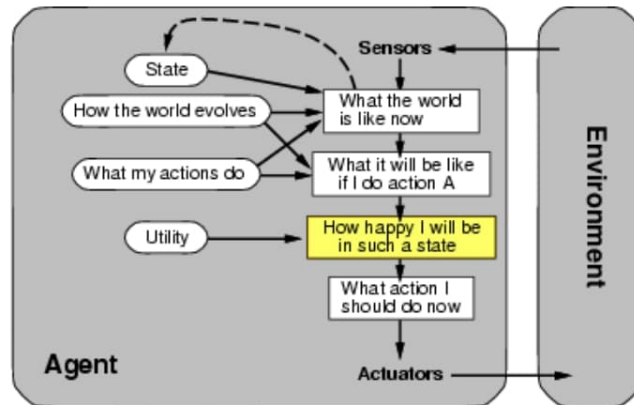 Sensors
State
What the world
is like now
How the world evolves
What it will be like
if I do action A
What my actions do
How happy I will be
in such a state
Utility
What action I
should do now
Agent
Actuators
Environment